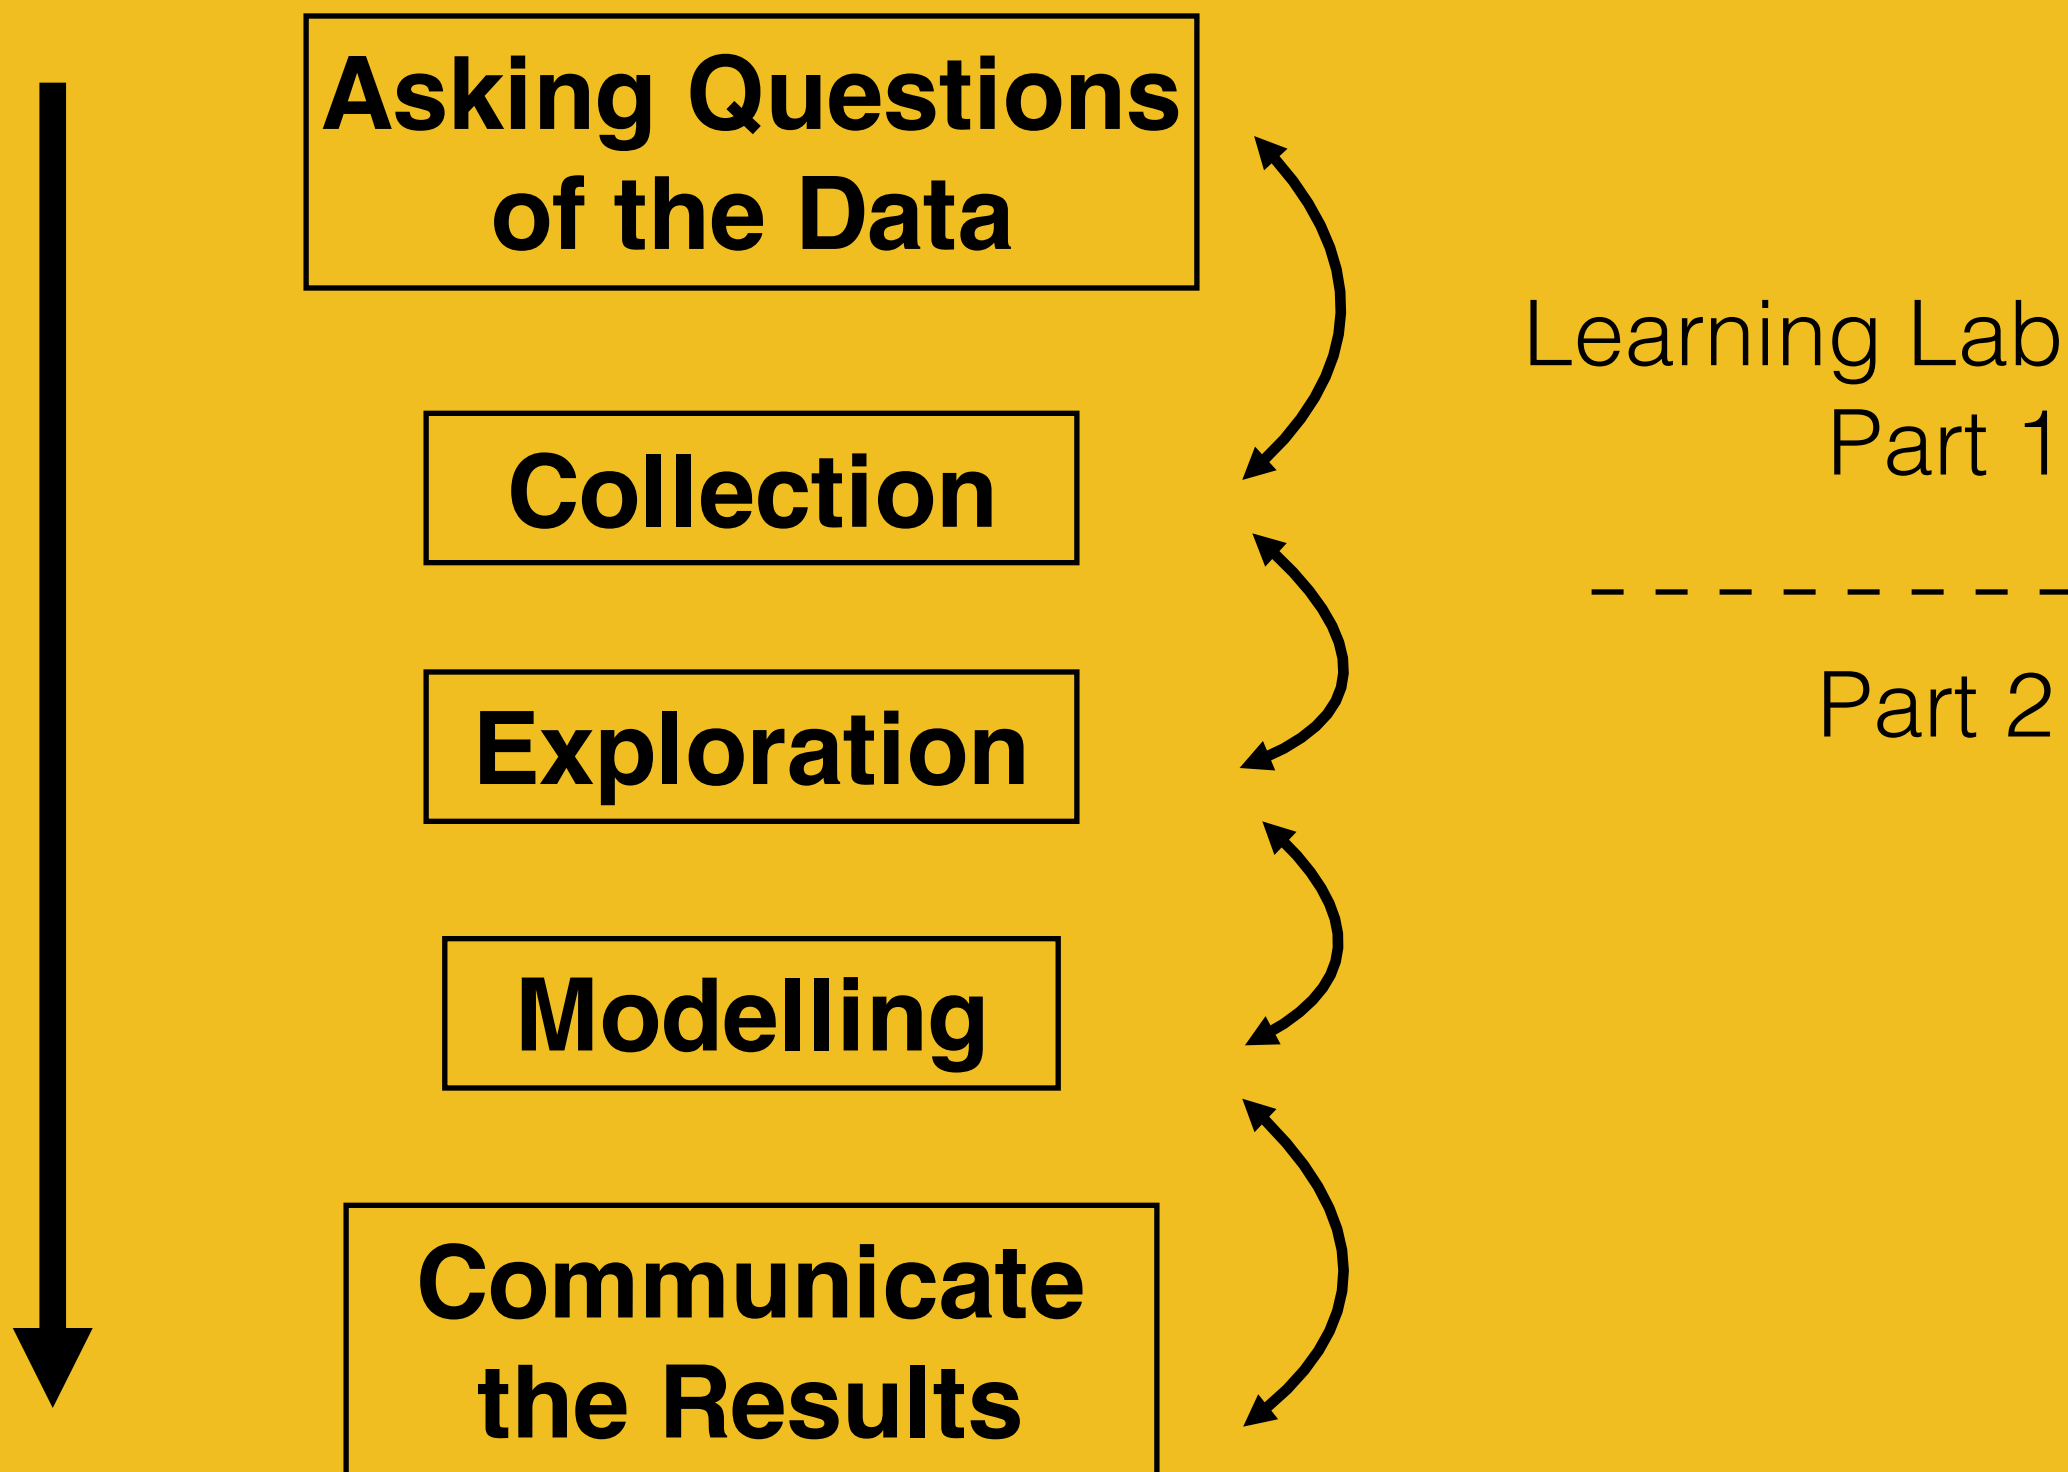 Asking Questions
of the Data
Collection
Exploration
Modelling
Communicate
the Results
Learning Lab
Part 1
Part 2